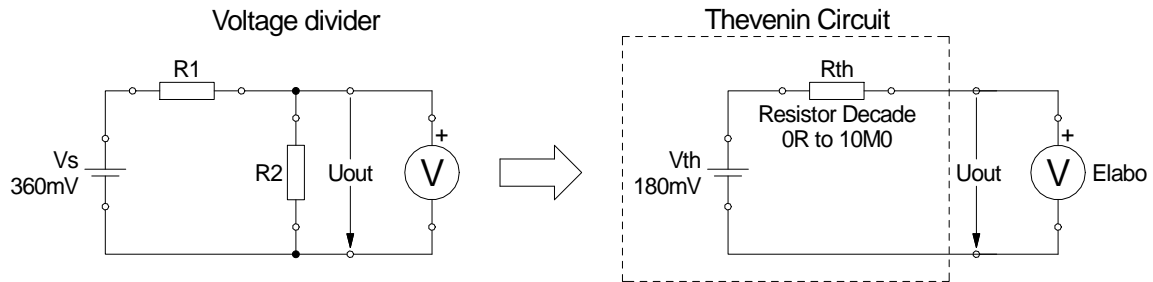 Voltage divider
R1
Vs
360mV
R2
Uout
+
V
Thevenin Circuit
Rth
Resistor Decade
0R to 10M0
Vth
180mV
Uout
+
V
Elabo